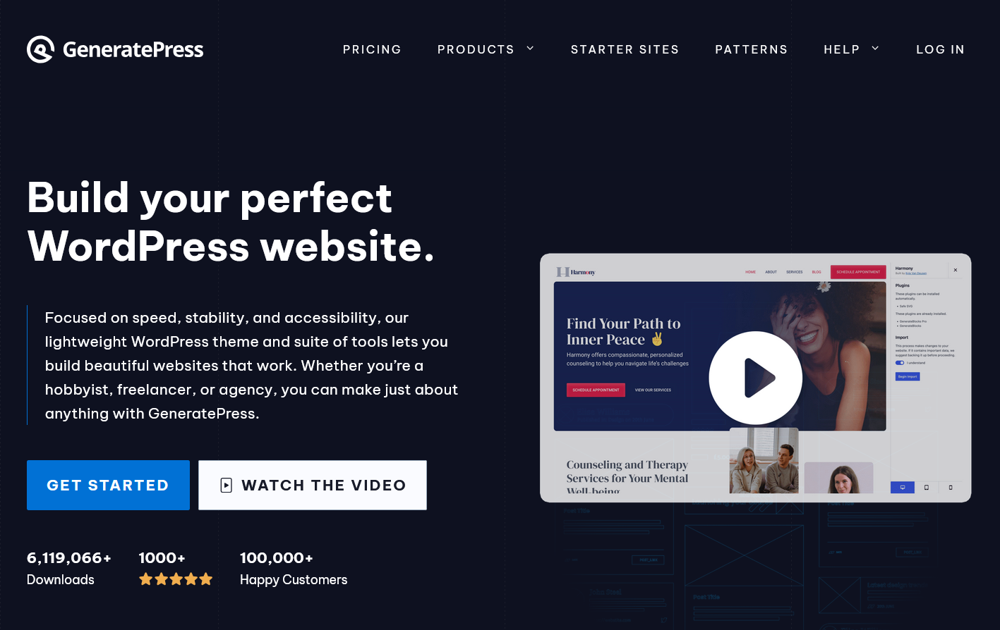 GeneratePress
PRICING
PRODUCTS
STARTER SITES
PATTERNS
HELP
LOG IN
Build your perfect
WordPress website.
Focused on speed, stability, and accessibility, our
lightweight WordPress theme and suite of tools lets you
build beautiful websites that work. Whether you're a
hobbyist, freelancer, or agency, you can make just about
anything with GeneratePress.
GET STARTED
WATCH THE VIDEO
6,119,066+
Downloads
1000+
100,000+
Happy Customers
H Harmony
HOME
ABOUT
SERVICES
BLOG
SCHEDULE APPOINTMENT
Find Your Path to
Inner Peace ✌
Harmony offers compassionate, personalized
counseling to help you navigate life's challenges
SCHEDULE APPOINTMENT
VIEW OUR SERVICES
Counseling and Therapy
Services for Your Mental
Well-being
Harmony
Plugins
These plugins can be installed
automatically.
• Safe SVG
These plugins are already installed.
• GenerateBlocks Pro
• GenerateBlocks
Import
This process makes changes to your
website. If it contains important data, we
suggest backing it up before proceeding.
I understand
Begin Import
Post Title
Post Title
Post Title